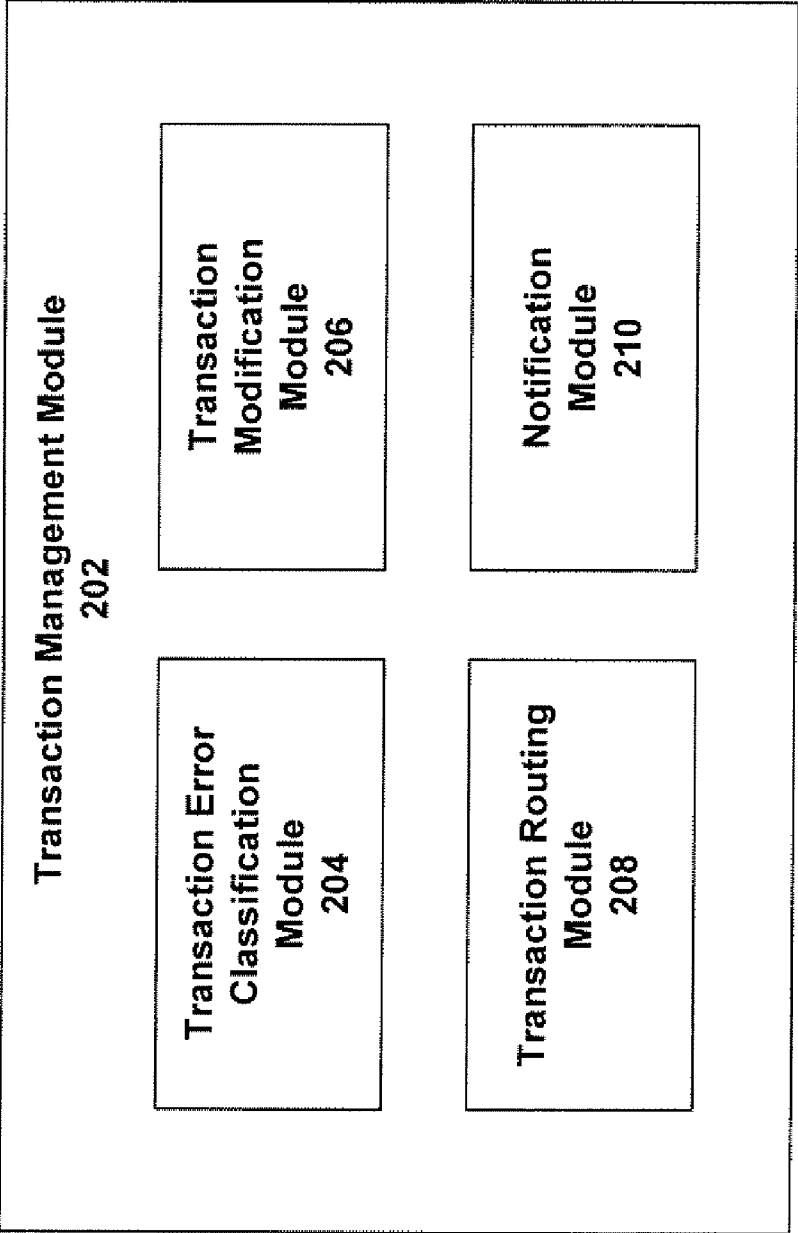 Transaction Management Module
202
Transaction Error
Classification
Module
204
Transaction
Modification
Module
206
Transaction Routing
Module
208
Notification
Module
210